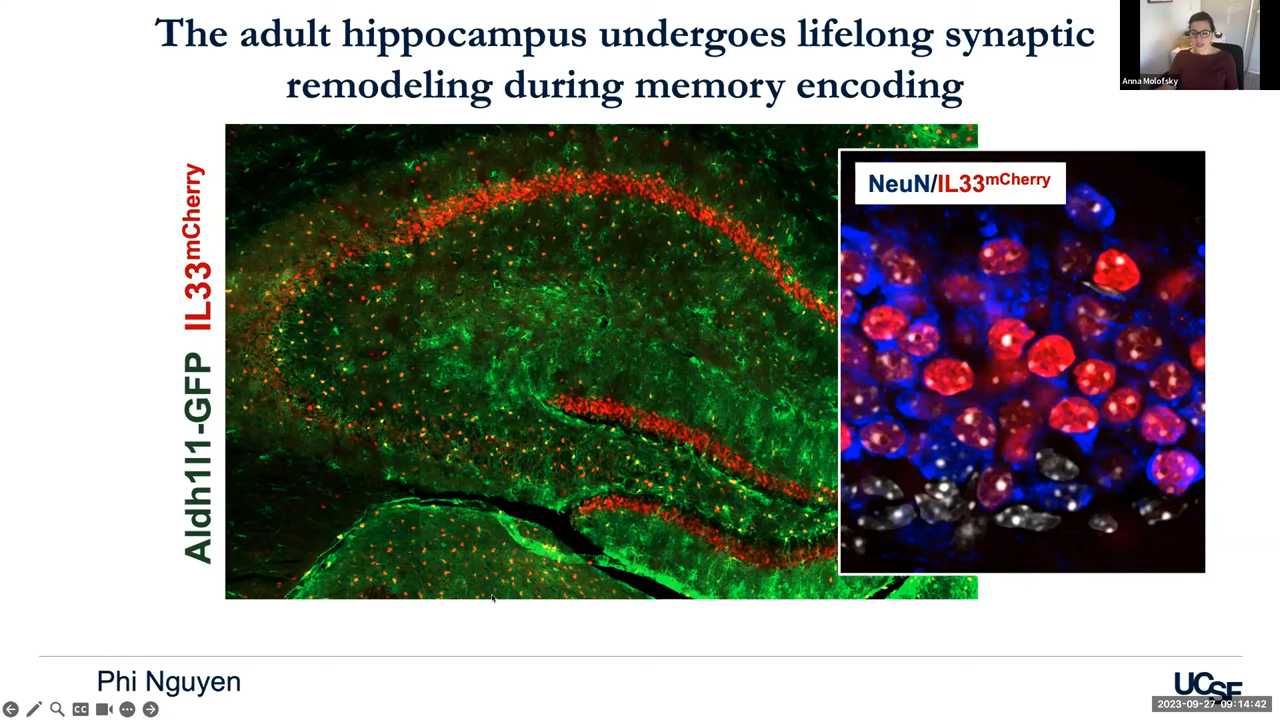 The adult hippocampus undergoes lifelong synaptic
remodeling during memory encoding
Anna Molofsky
Aldh1l1-GFP IL33mCherry
NeuN/IL33mCherry
Phi Nguyen
UCSF
CC
2023-09-27 09:14:42